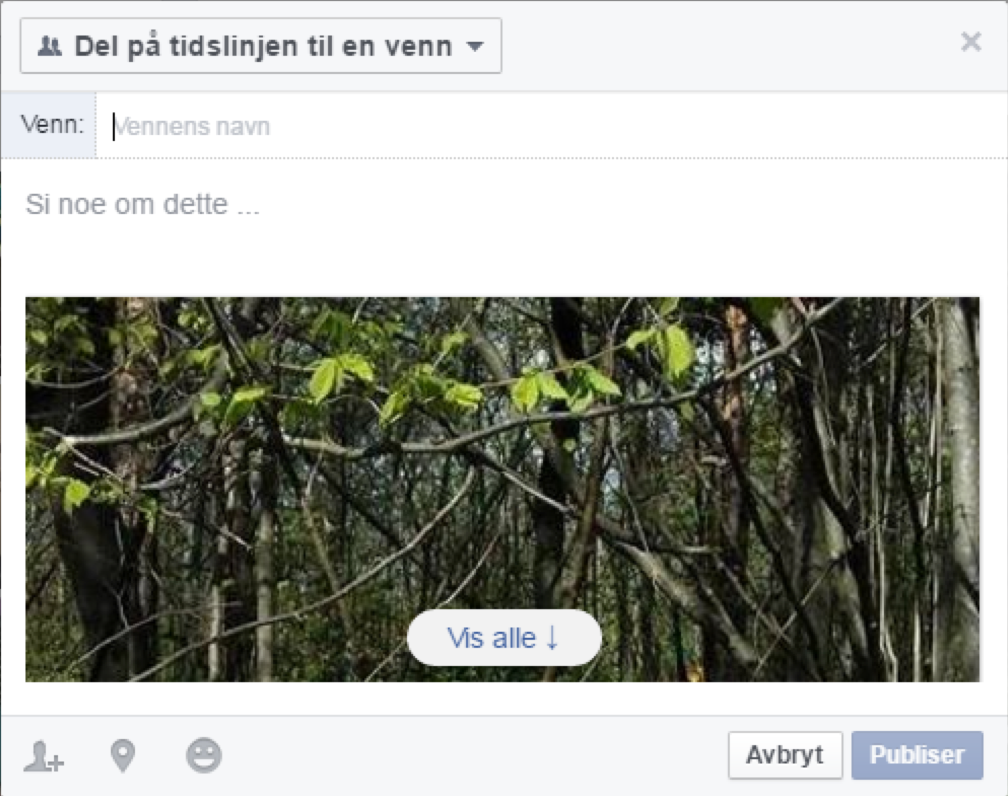 Del på tidslinjen til en venn
Venn: Vennens navn
Si noe om dette ...
Vis alle ↓
Avbryt Publiser